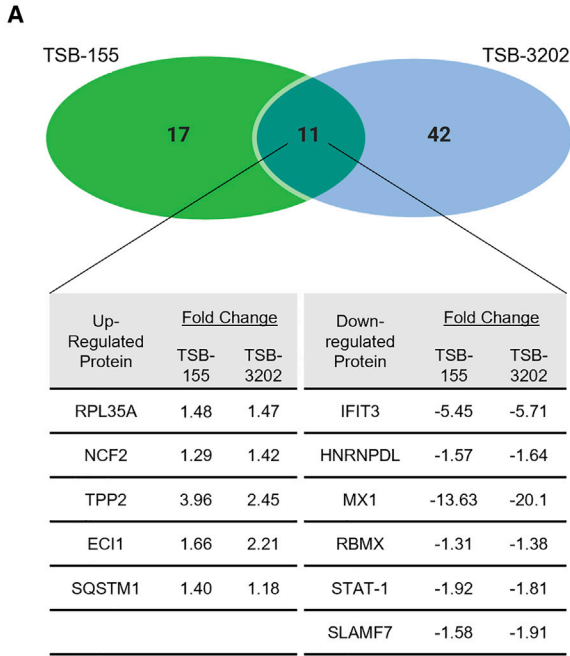 A
TSB-155
TSB-3202
17
11
42
Up-
Regulated
Protein
Fold Change
TSB-
155
TSB-
3202
Down-
regulated
Protein
Fold Change
TSB-
155
TSB-
3202
RPL35A 1.48 1.47 IFIT3 -5.45 -5.71
NCF2 1.29 1.42 HNRNPDL -1.57 -1.64
TPP2 3.96 2.45 MX1 -13.63 -20.1
ECI1 1.66 2.21 RBMX -1.31 -1.38
SQSTM1 1.40 1.18 STAT-1 -1.92 -1.81
SLAMF7 -1.58 -1.91